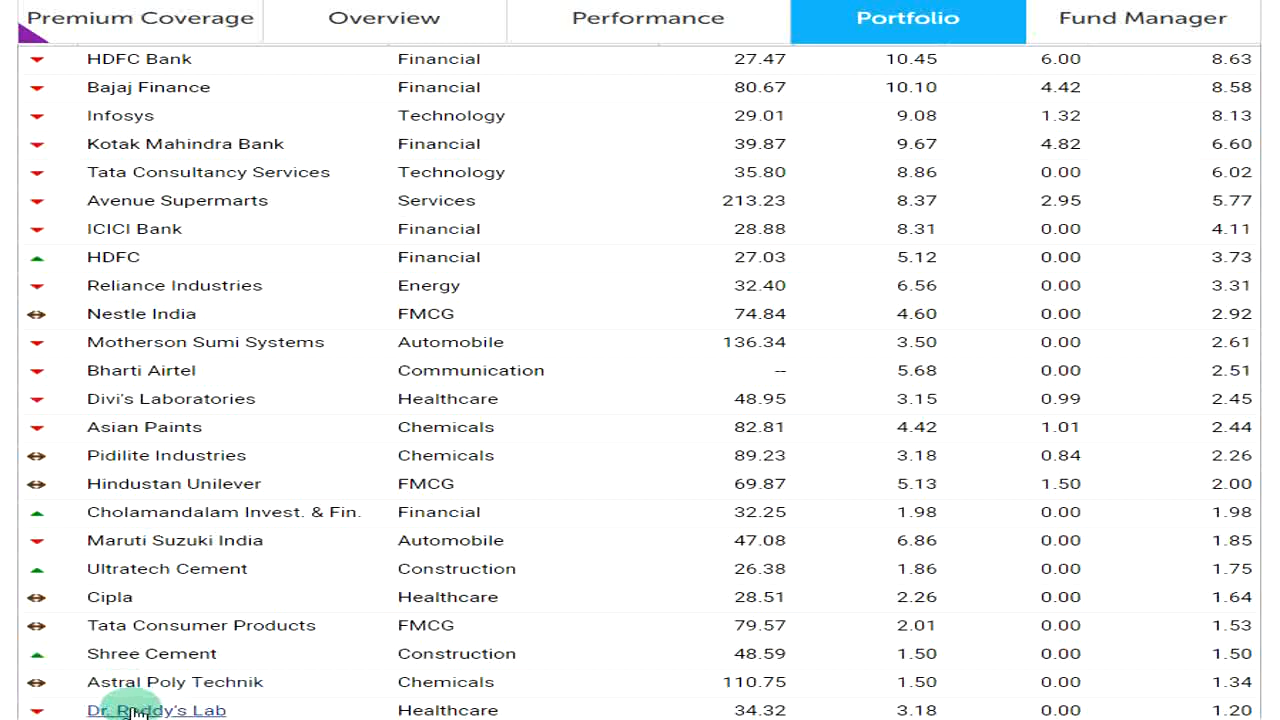 Premium Coverage Overview Performance Portfolio Fund Manager
HDFC Bank Financial 27.47 10.45 6.00 8.63
Bajaj Finance Financial 80.67 10.10 4.42 8.58
Infosys Technology 29.01 9.08 1.32 8.13
Kotak Mahindra Bank Financial 39.87 9.67 4.82 6.60
Tata Consultancy Services Technology 35.80 8.86 0.00 6.02
Avenue Supermarts Services 213.23 8.37 2.95 5.77
ICICI Bank Financial 28.88 8.31 0.00 4.11
HDFC Financial 27.03 5.12 0.00 3.73
Reliance Industries Energy 32.40 6.56 0.00 3.31
Nestle India FMCG 74.84 4.60 0.00 2.92
Motherson Sumi Systems Automobile 136.34 3.50 0.00 2.61
Bharti Airtel Communication -- 5.68 0.00 2.51
Divi's Laboratories Healthcare 48.95 3.15 0.99 2.45
Asian Paints Chemicals 82.81 4.42 1.01 2.44
Pidilite Industries Chemicals 89.23 3.18 0.84 2.26
Hindustan Unilever FMCG 69.87 5.13 1.50 2.00
Cholamandalam Invest. & Fin. Financial 32.25 1.98 0.00 1.98
Maruti Suzuki India Automobile 47.08 6.86 0.00 1.85
Ultratech Cement Construction 26.38 1.86 0.00 1.75
Cipla Healthcare 28.51 2.26 0.00 1.64
Tata Consumer Products FMCG 79.57 2.01 0.00 1.53
Shree Cement Construction 48.59 1.50 0.00 1.50
Astral Poly Technik Chemicals 110.75 1.50 0.00 1.34
Dr. Reddy's Lab Healthcare 34.32 3.18 0.00 1.20